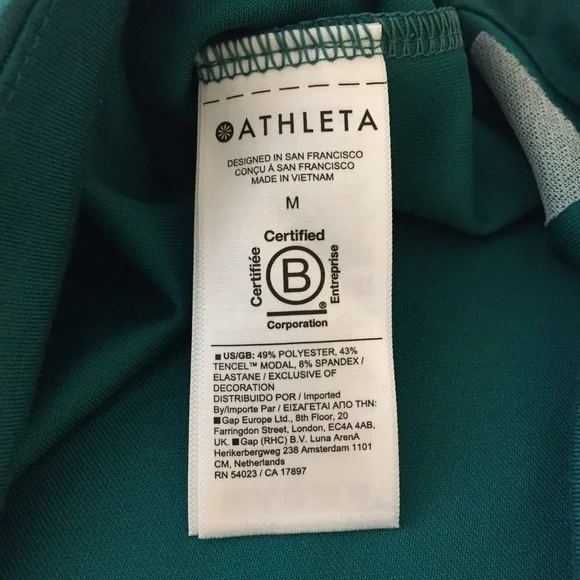 ATHLETA
DESIGNED IN SAN FRANCISCO
CONÇU À SAN FRANCISCO
MADE IN VIETNAM
M
Certified
Certifiée
B
Entreprise
®
Corporation
■ US/GB: 49% POLYESTER, 43%
TENCEL™ MODAL, 8% SPANDEX /
ELASTANE / EXCLUSIVE OF
DECORATION
DISTRIBUIDO POR / Imported
By/Importe Par / ΕΙΣΑΓΕΤΑΙ ΑΠΟ ΤΗΝ:
■Gap Europe Ltd., 8th Floor, 20
Farringdon Street, London, EC4A 4AB,
UK. ■Gap (RHC) B.V. Luna ArenA
Herikerbergweg 238 Amsterdam 1101
CM, Netherlands
RN 54023 / CA 17897